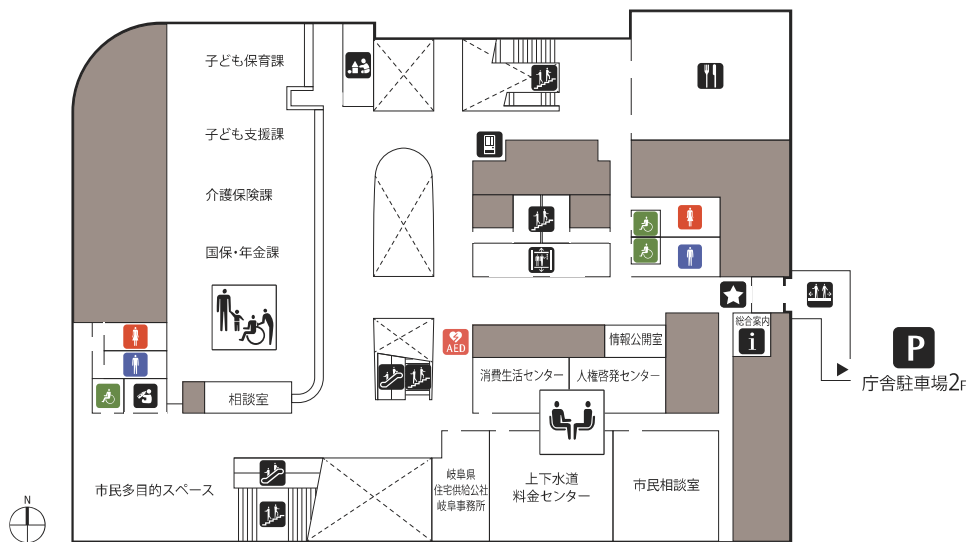 子ども保育課
子ども支援課
介護保険課
国保・年金課
相談室
市民多目的スペース
AED
情報公開室
消費生活センター
人権啓発センター
岐阜県
住宅供給公社
岐阜事務所
上下水道
料金センター
市民相談室
総合案内
i
P
庁舎駐車場2F
N